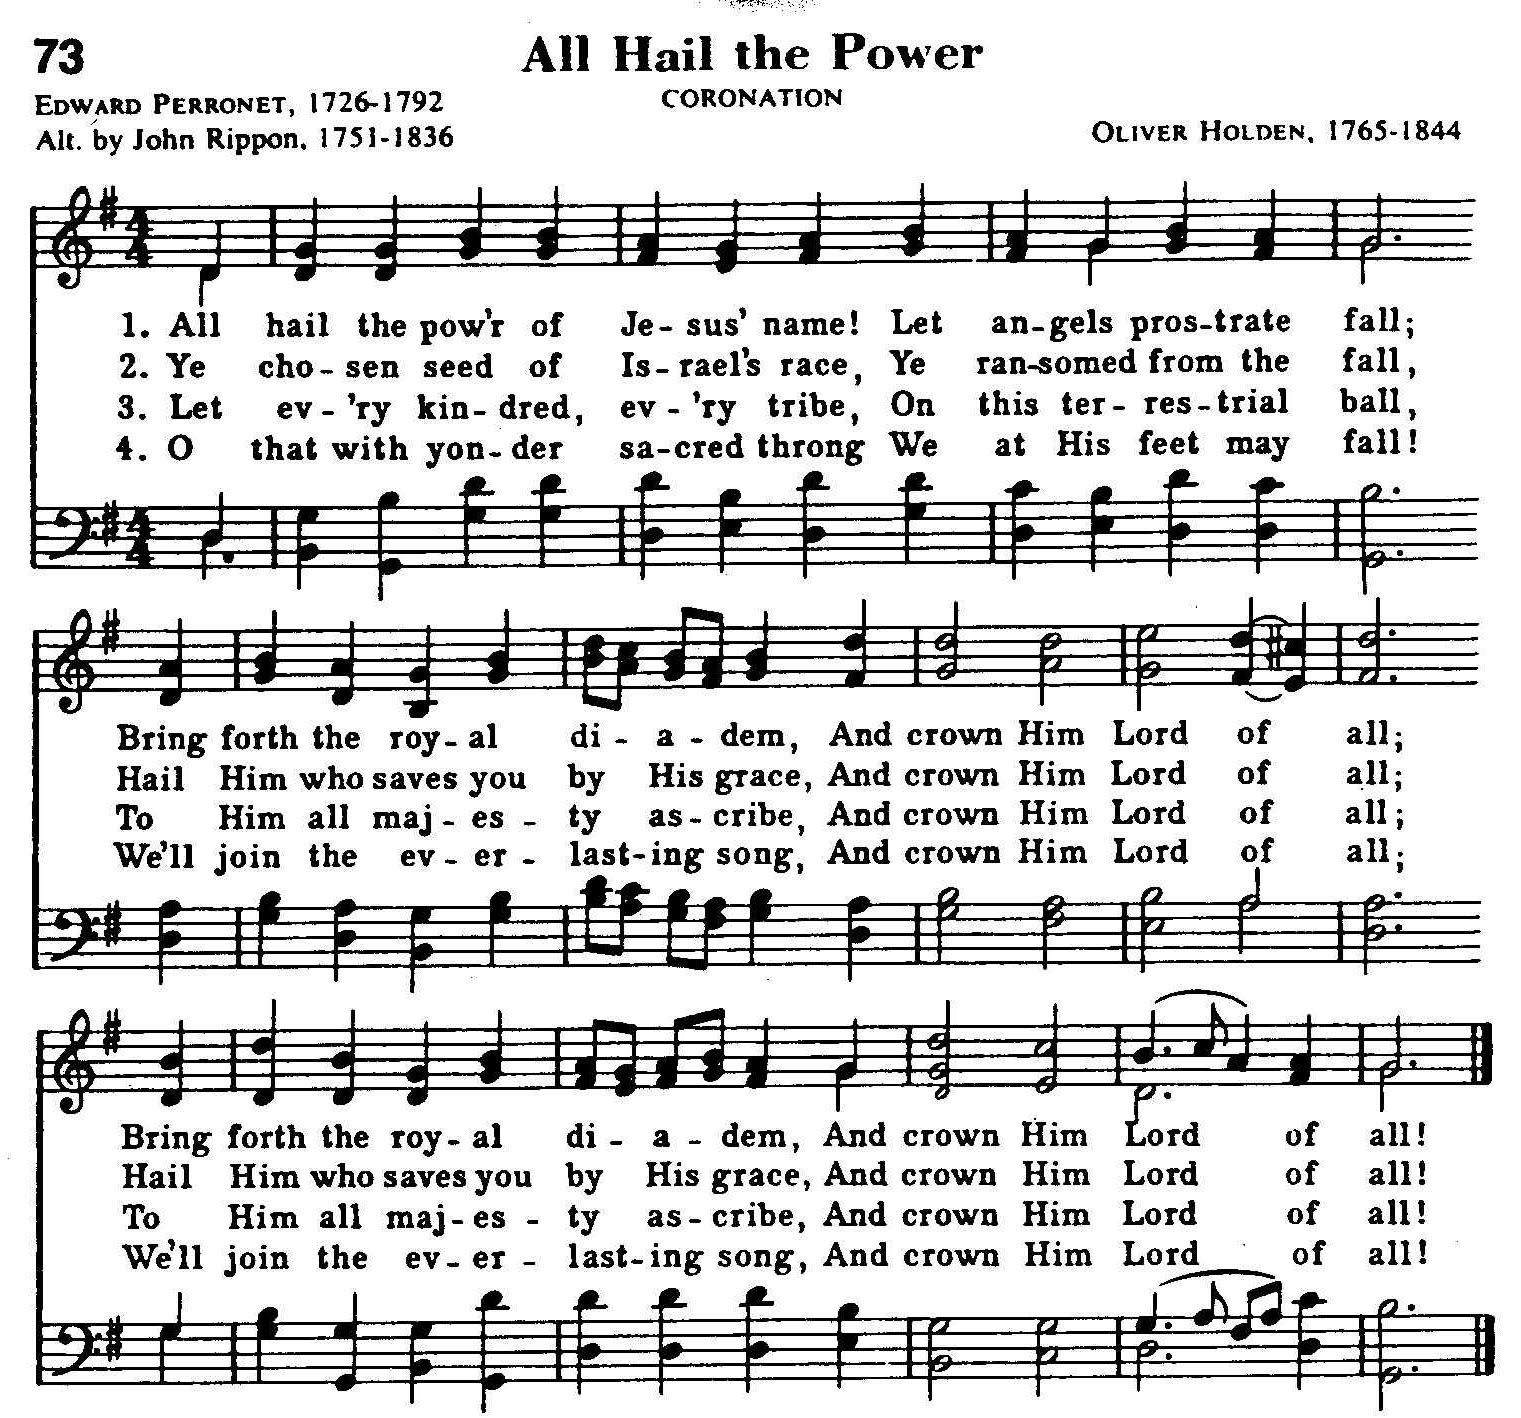 73
All Hail the Power
EDWARD PERRONET, 1726-1792
CORONATION
Alt. by John Rippon, 1751-1836
OLIVER HOLDEN, 1765-1844
4
4
1. All hail the pow'r of Je-sus' name! Let an-gels pros-trate fall;
2. Ye cho-sen seed of Is-rael's race, Ye ran-somed from the fall,
3. Let ev-'ry kin-dred, ev-'ry tribe, On this ter-res-trial ball,
4. O that with yon-der sa-cred throng We at His feet may fall!
4
4
Bring forth the roy-al di-a-dem, And crown Him Lord of all;
Hail Him who saves you by His grace, And crown Him Lord of all;
To Him all maj-es-ty as-cribe, And crown Him Lord of all;
We'll join the ev-er-last-ing song, And crown Him Lord of all;
Bring forth the roy-al di-a-dem, And crown Him Lord of all!
Hail Him who saves you by His grace, And crown Him Lord of all!
To Him all maj-es-ty as-cribe, And crown Him Lord of all!
We'll join the ev-er-last-ing song, And crown Him Lord of all!